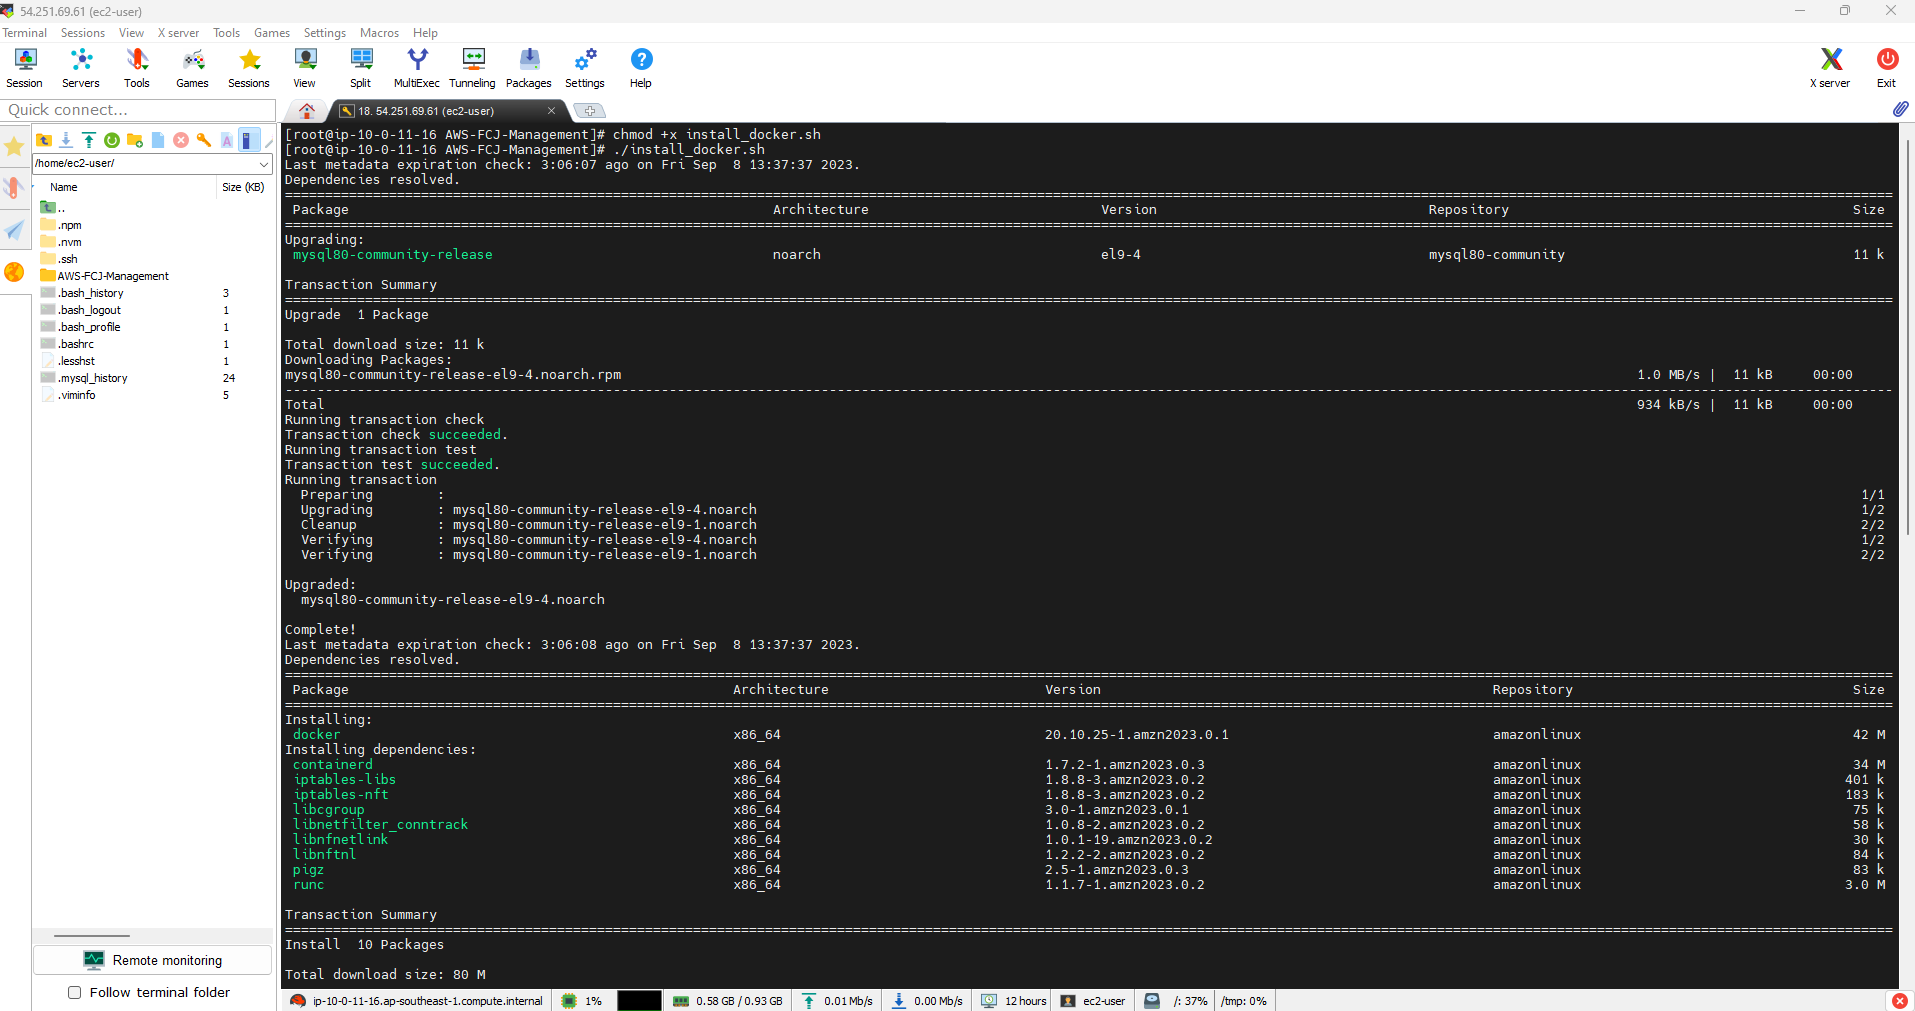 54.251.69.61 (ec2-user)
Terminal Sessions View X server Tools Games Settings Macros Help
Session Servers Tools Games Sessions View Split MultiExec Tunneling Packages Settings Help X server Exit
Quick connect...
18. 54.251.69.61 (ec2-user)
/home/ec2-user/
Name Size (KB)
..
.npm
.nvm
.ssh
AWS-FCJ-Management
.bash_history 3
.bash_logout 1
.bash_profile 1
.bashrc 1
.lesshst 1
.mysql_history 24
.viminfo 5
Remote monitoring
Follow terminal folder
[root@ip-10-0-11-16 AWS-FCJ-Management]# chmod +x install_docker.sh
[root@ip-10-0-11-16 AWS-FCJ-Management]# ./install_docker.sh
Last metadata expiration check: 3:06:07 ago on Fri Sep  8 13:37:37 2023.
Dependencies resolved.
Package Architecture Version Repository Size
Upgrading:
mysql80-community-release noarch el9-4 mysql80-community 11 k
Transaction Summary
Upgrade  1 Package
Total download size: 11 k
Downloading Packages:
mysql80-community-release-el9-4.noarch.rpm 1.0 MB/s |  11 kB     00:00
Total 934 kB/s |  11 kB     00:00
Running transaction check
Transaction check succeeded.
Running transaction test
Transaction test succeeded.
Running transaction
Preparing        : 1/1
Upgrading        : mysql80-community-release-el9-4.noarch 1/2
Cleanup          : mysql80-community-release-el9-1.noarch 2/2
Verifying        : mysql80-community-release-el9-4.noarch 1/2
Verifying        : mysql80-community-release-el9-1.noarch 2/2
Upgraded:
mysql80-community-release-el9-4.noarch
Complete!
Last metadata expiration check: 3:06:08 ago on Fri Sep  8 13:37:37 2023.
Dependencies resolved.
Package Architecture Version Repository Size
Installing:
docker x86_64 20.10.25-1.amzn2023.0.1 amazonlinux 42 M
Installing dependencies:
containerd x86_64 1.7.2-1.amzn2023.0.3 amazonlinux 34 M
iptables-libs x86_64 1.8.8-3.amzn2023.0.2 amazonlinux 401 k
iptables-nft x86_64 1.8.8-3.amzn2023.0.2 amazonlinux 183 k
libcgroup x86_64 3.0-1.amzn2023.0.1 amazonlinux 75 k
libnetfilter_conntrack x86_64 1.0.8-2.amzn2023.0.2 amazonlinux 58 k
libnfnetlink x86_64 1.0.1-19.amzn2023.0.2 amazonlinux 30 k
libnftnl x86_64 1.2.2-2.amzn2023.0.2 amazonlinux 84 k
pigz x86_64 2.5-1.amzn2023.0.3 amazonlinux 83 k
runc x86_64 1.1.7-1.amzn2023.0.2 amazonlinux 3.0 M
Transaction Summary
Install  10 Packages
Total download size: 80 M
ip-10-0-11-16.ap-southeast-1.compute.internal 1% 0.58 GB / 0.93 GB 0.01 Mb/s 0.00 Mb/s 12 hours ec2-user /: 37% /tmp: 0%